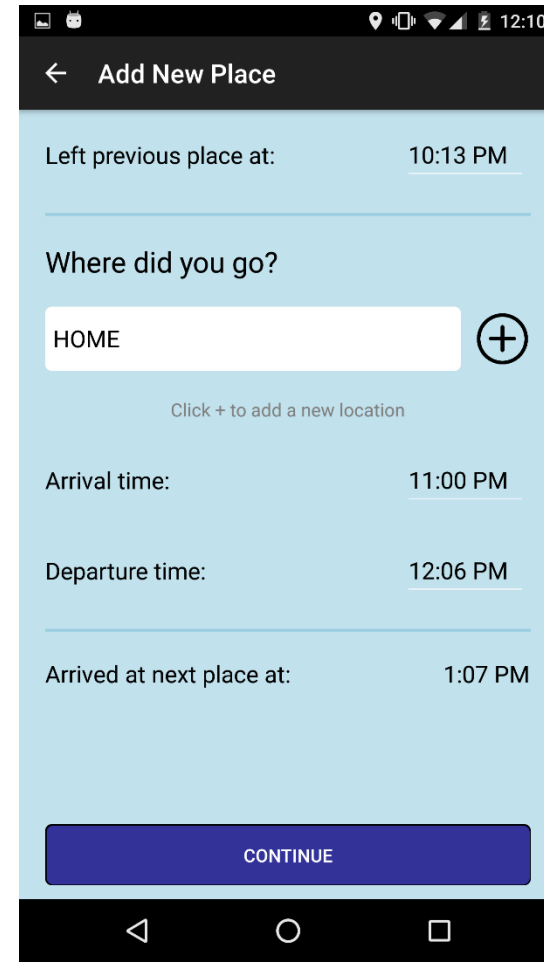 12:10
Add New Place
Left previous place at: 10:13 PM
Where did you go?
HOME
Click + to add a new location
Arrival time: 11:00 PM
Departure time: 12:06 PM
Arrived at next place at: 1:07 PM
CONTINUE